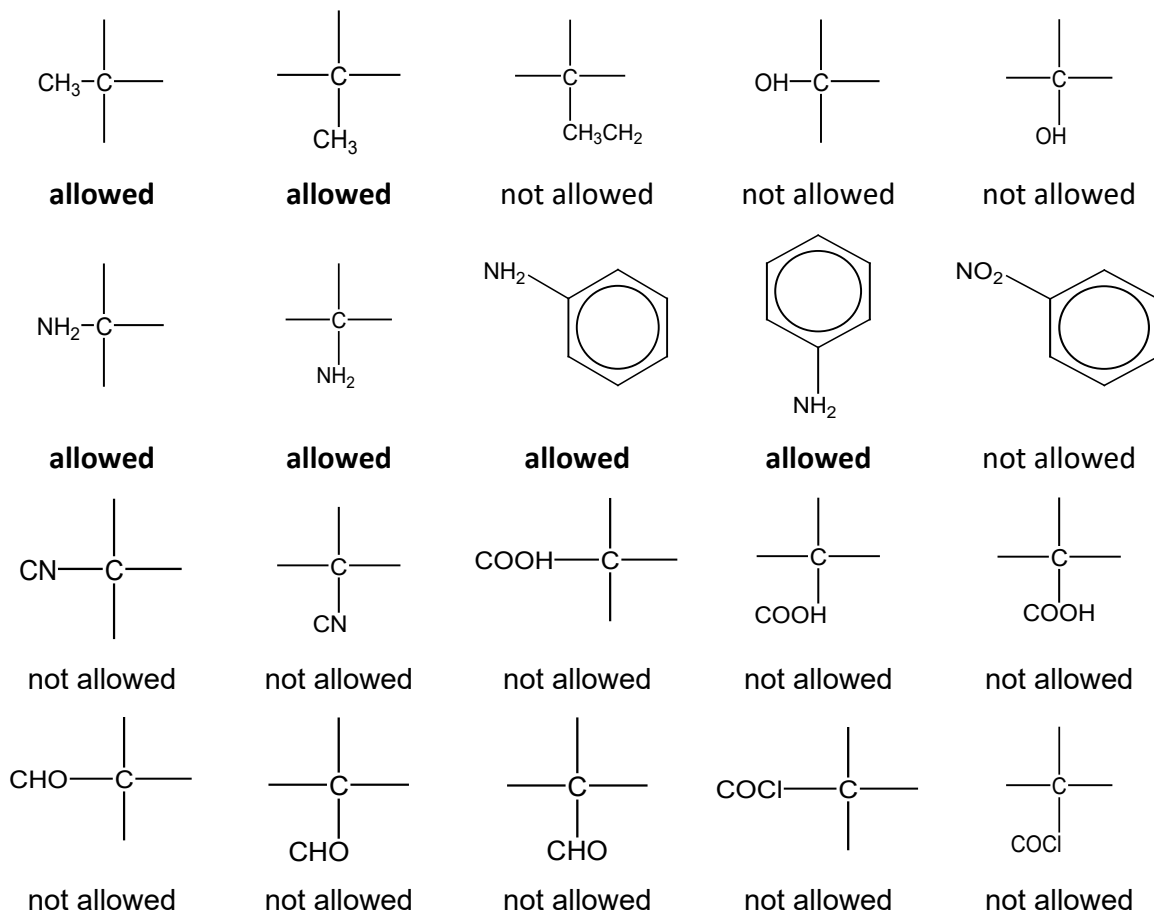 CH₃ C C CH₃ C CH₃CH₂ OH C C OH
allowed allowed not allowed not allowed not allowed
NH₂ C C NH₂ NH₂ NH₂ NO₂
allowed allowed allowed allowed not allowed
CN C C CN COOH C C COOH C COOH
not allowed not allowed not allowed not allowed not allowed
CHO C C CHO C CHO COCl C C COCl
not allowed not allowed not allowed not allowed not allowed